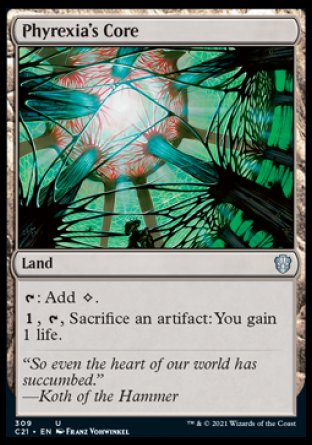 Phyrexia's Core
Land
: Add .
1, , Sacrifice an artifact: You gain
1 life.
"So even the heart of our world has
succumbed."
—Koth of the Hammer
309 U
C21 • EN Franz Vohwinkel
™ & © 2021 Wizards of the Coast